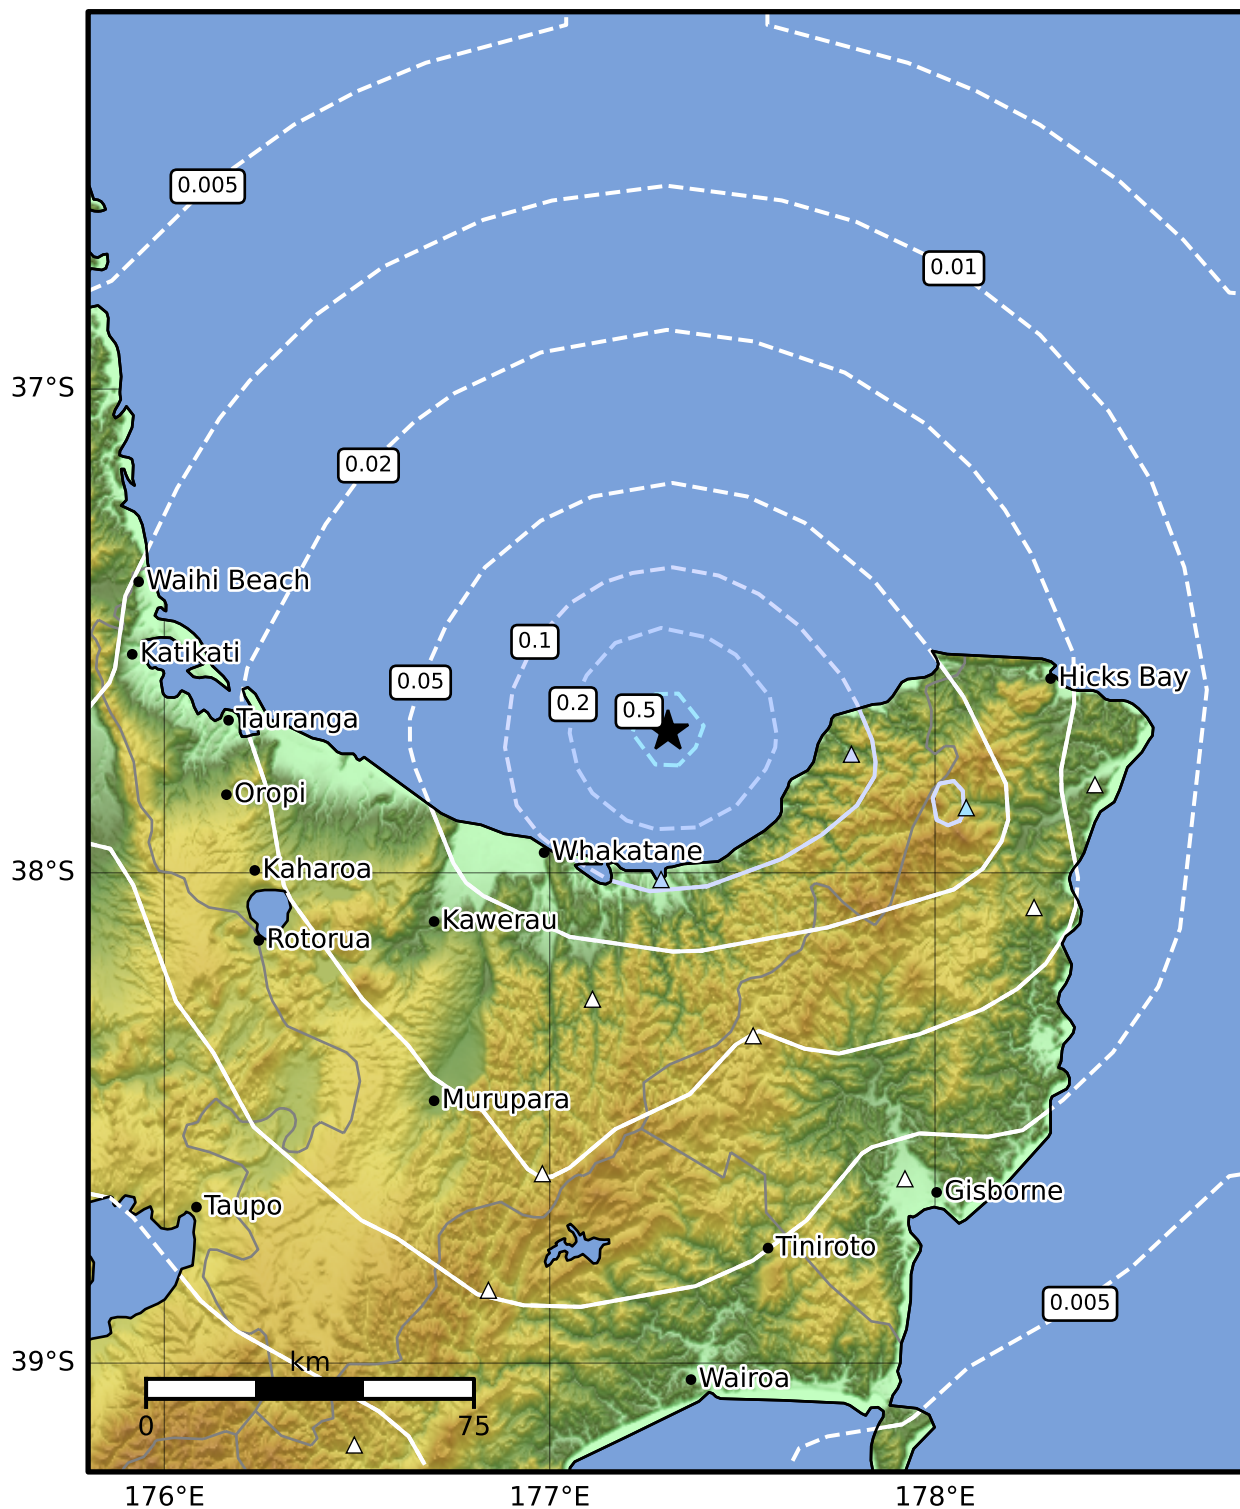 0.005
0.01
37°S
0.02
Waihi Beach
0.1
Katikati
Hicks Bay
0.05
0.2
0.5
Tauranga
Oropi
Whakatane
38°S
Kaharoa
Kawerau
Rotorua
Murupara
Gisborne
Taupo
Tiniroto
0.005
39°S
km
Wairoa
0
75
176°E
177°E
178°E